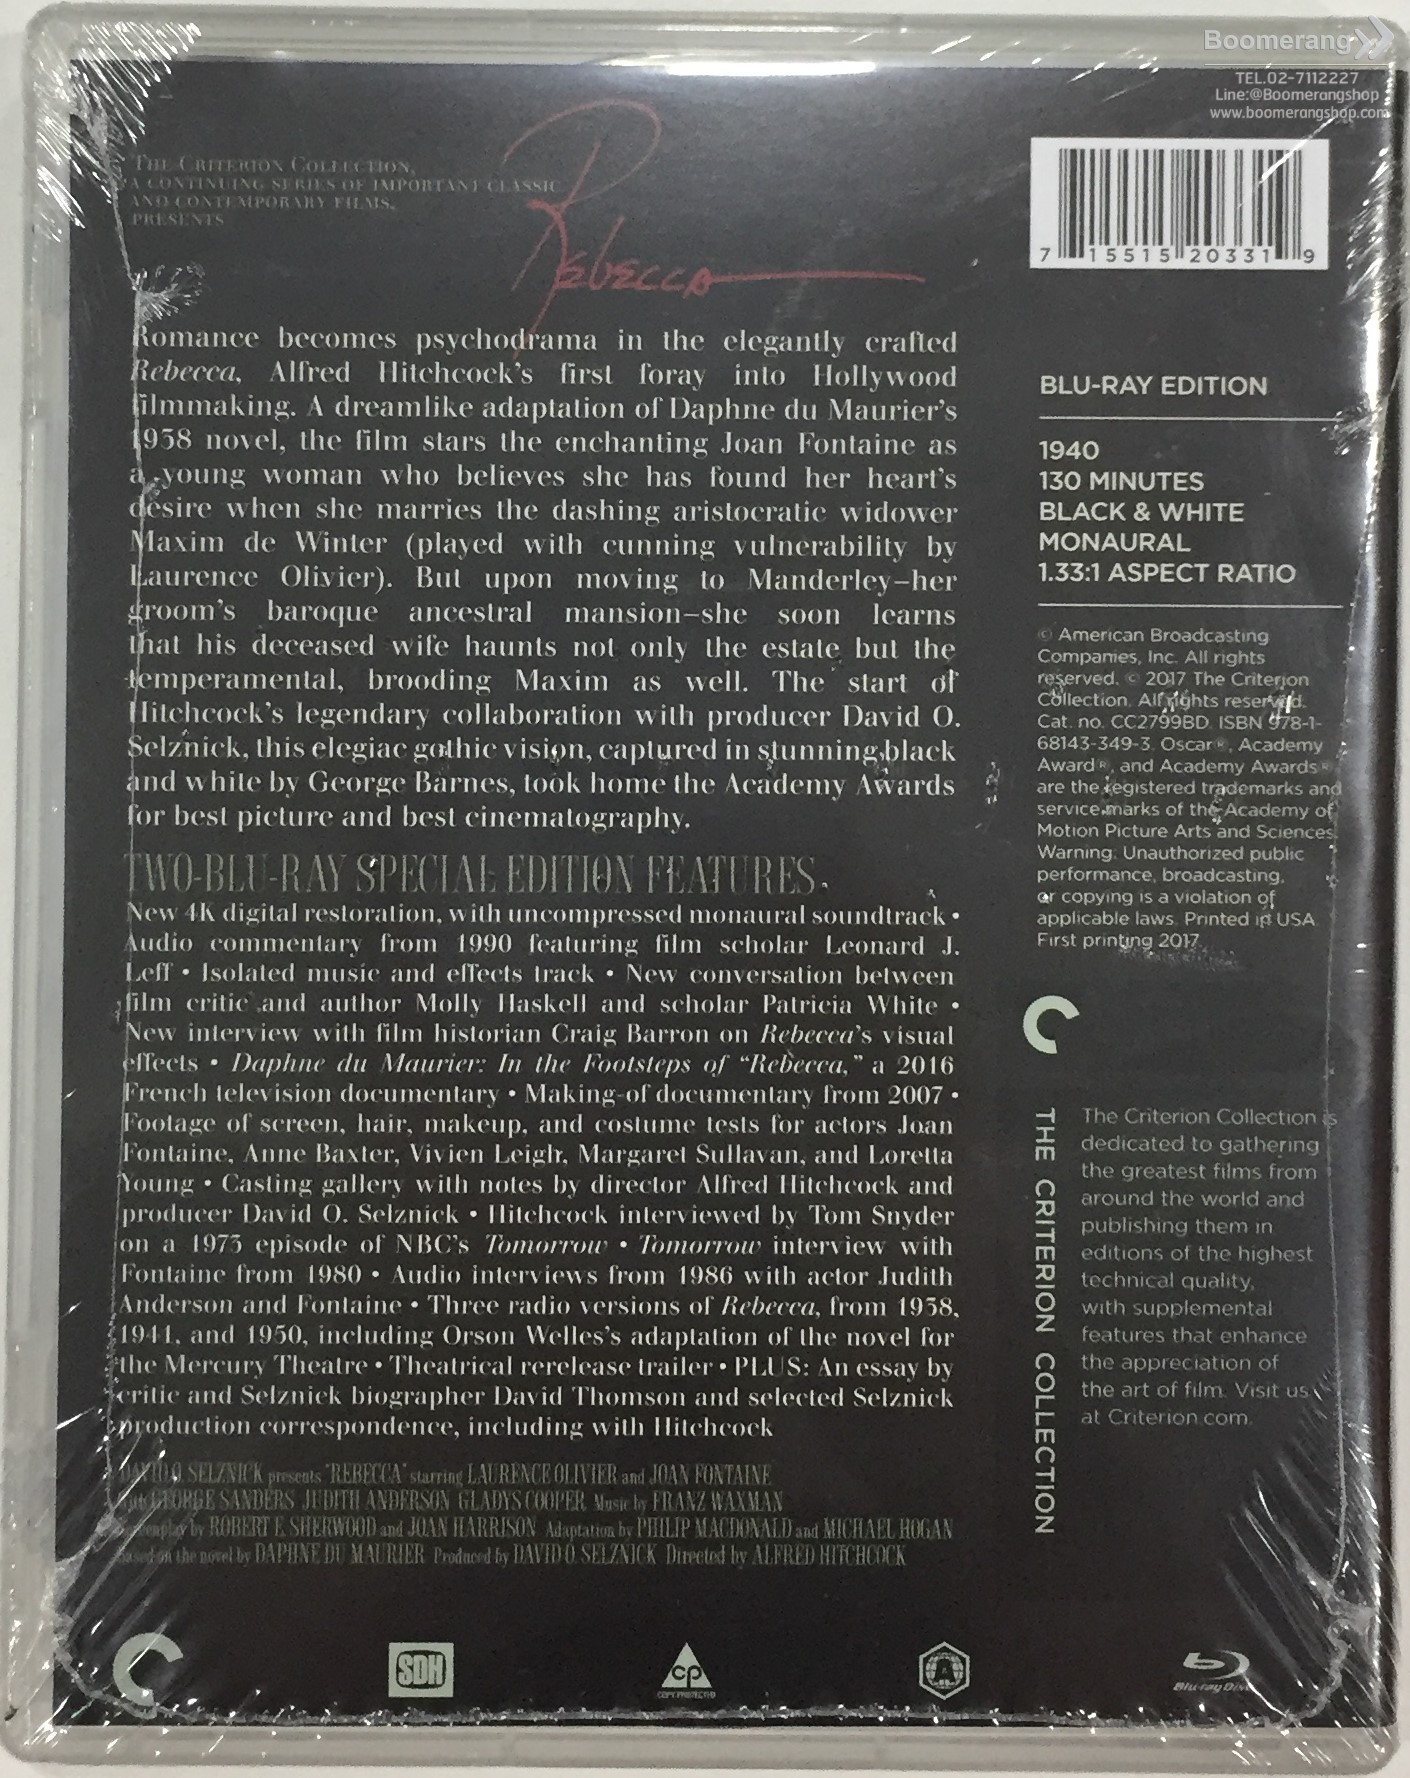 Boomerang
TEL.02-7112227
Line:@Boomerangshop
www.boomerangshop.com
THE CRITERION COLLECTION,
A CONTINUING SERIES OF IMPORTANT CLASSIC
AND CONTEMPORARY FILMS,
PRESENTS
Rebecca
Romance becomes psychodrama in the elegantly crafted
Rebecca, Alfred Hitchcock's first foray into Hollywood
filmmaking. A dreamlike adaptation of Daphne du Maurier's
1938 novel, the film stars the enchanting Joan Fontaine as
a young woman who believes she has found her heart's
desire when she marries the dashing aristocratic widower
Maxim de Winter (played with cunning vulnerability by
Laurence Olivier). But upon moving to Manderley—her
groom's baroque ancestral mansion—she soon learns
that his deceased wife haunts not only the estate but the
temperamental, brooding Maxim as well. The start of
Hitchcock's legendary collaboration with producer David O.
Selznick, this elegiac gothic vision, captured in stunning black
and white by George Barnes, took home the Academy Awards
for best picture and best cinematography.
TWO-BLU-RAY SPECIAL EDITION FEATURES
New 4K digital restoration, with uncompressed monaural soundtrack •
Audio commentary from 1990 featuring film scholar Leonard J.
Leff • Isolated music and effects track • New conversation between
film critic and author Molly Haskell and scholar Patricia White •
New interview with film historian Craig Barron on Rebecca's visual
effects • Daphne du Maurier: In the Footsteps of “Rebecca,” a 2016
French television documentary • Making-of documentary from 2007 •
Footage of screen, hair, makeup, and costume tests for actors Joan
Fontaine, Anne Baxter, Vivien Leigh, Margaret Sullavan, and Loretta
Young • Casting gallery with notes by director Alfred Hitchcock and
producer David O. Selznick • Hitchcock interviewed by Tom Snyder
on a 1973 episode of NBC's Tomorrow • Tomorrow interview with
Fontaine from 1980 • Audio interviews from 1986 with actor Judith
Anderson and Fontaine • Three radio versions of Rebecca, from 1938,
1941, and 1950, including Orson Welles's adaptation of the novel for
the Mercury Theatre • Theatrical rerelease trailer • PLUS: An essay by
critic and Selznick biographer David Thomson and selected Selznick
production correspondence, including with Hitchcock
DAVID O. SELZNICK presents "REBECCA" starring LAURENCE OLIVIER and JOAN FONTAINE
GEORGE SANDERS JUDITH ANDERSON GLADYS COOPER Music by FRANZ WAXMAN
Screenplay by ROBERT E. SHERWOOD and JOAN HARRISON Adaptation by PHILIP MACDONALD and MICHAEL HOGAN
Based on the novel by DAPHNE DU MAURIER Produced by DAVID O. SELZNICK Directed by ALFRED HITCHCOCK
SDH
CP
COPY PROTECTED
A
Blu-ray Disc
7 15515 20331 9
BLU-RAY EDITION
1940
130 MINUTES
BLACK & WHITE
MONAURAL
1.33:1 ASPECT RATIO
© American Broadcasting
Companies, Inc. All rights
reserved. © 2017 The Criterion
Collection. All rights reserved.
Cat. no. CC2799BD. ISBN 978-1-
68143-349-3. Oscar®, Academy
Award®, and Academy Awards®
are the registered trademarks and
service marks of the Academy of
Motion Picture Arts and Sciences.
Warning: Unauthorized public
performance, broadcasting,
or copying is a violation of
applicable laws. Printed in USA
First printing 2017.
THE CRITERION COLLECTION
The Criterion Collection is
dedicated to gathering
the greatest films from
around the world and
publishing them in
editions of the highest
technical quality,
with supplemental
features that enhance
the appreciation of
the art of film. Visit us
at Criterion.com.